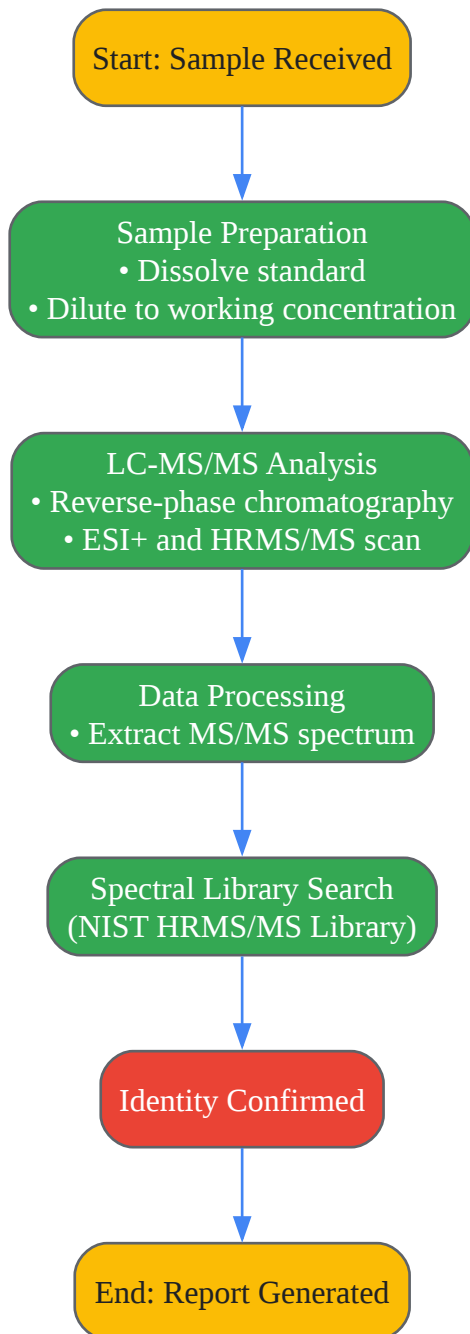 Start: Sample Received
Sample Preparation
• Dissolve standard
• Dilute to working concentration
LC-MS/MS Analysis
• Reverse-phase chromatography
• ESI+ and HRMS/MS scan
Data Processing
• Extract MS/MS spectrum
Spectral Library Search
(NIST HRMS/MS Library)
Identity Confirmed
End: Report Generated